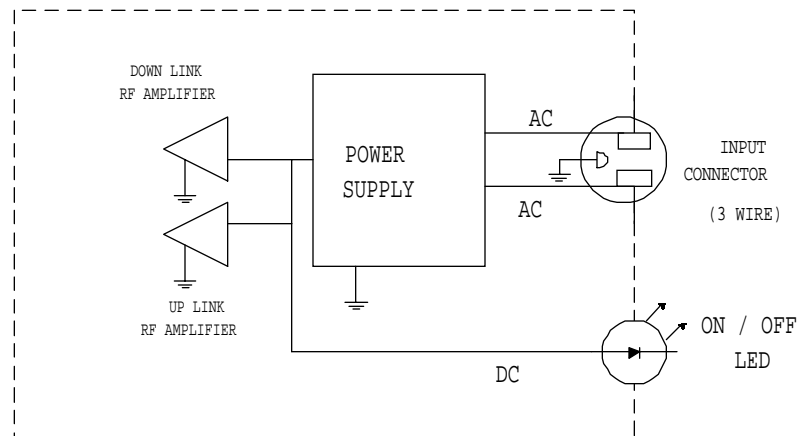 DOWN LINK
RF AMPLIFIER
POWER
SUPPLY
AC
AC
INPUT
CONNECTOR
(3 WIRE)
UP LINK
RF AMPLIFIER
DC
ON / OFF
LED